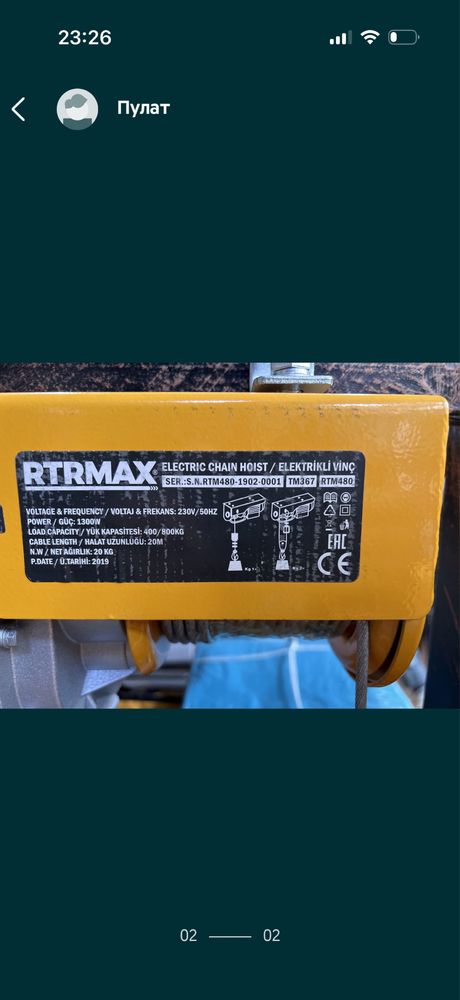 23:26
Пулат
RTRMAX®
ELECTRIC CHAIN HOIST / ELEKTRİKLİ VİNÇ
SER.:S.N.RTM480-1902-0001 TM367 RTM480
VOLTAGE & FREQUENCY / VOLTAJ & FREKANS: 230V/50HZ
POWER / GÜÇ: 1300W
LOAD CAPACITY / YÜK KAPASİTESİ: 400/800KG
CABLE LENGTH / HALAT UZUNLUĞU: 20M
N.W / NET AĞIRLIK: 20 KG
P.DATE / Ü.TARİHİ: 2019
EAC
CE
02 02